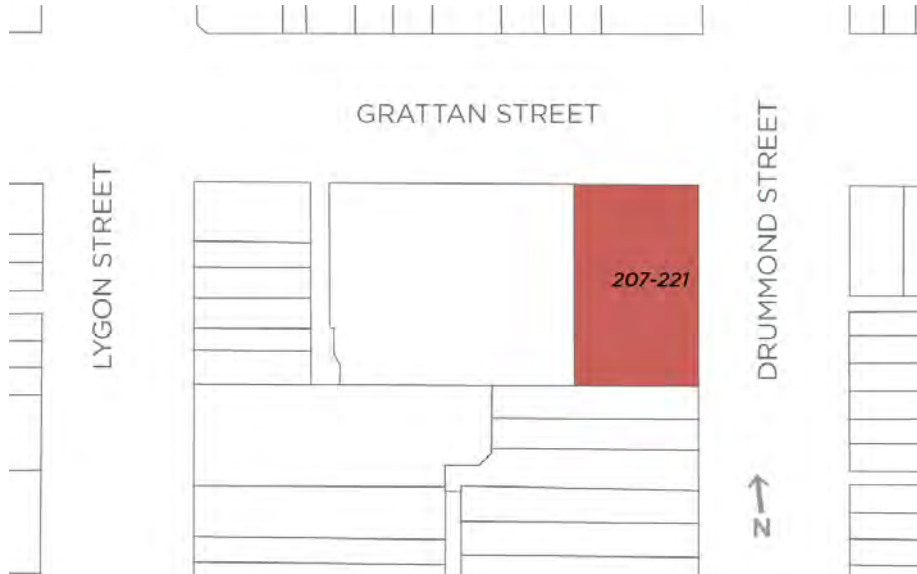 GRATTAN STREET
LYGON STREET
DRUMMOND STREET
207-221
N